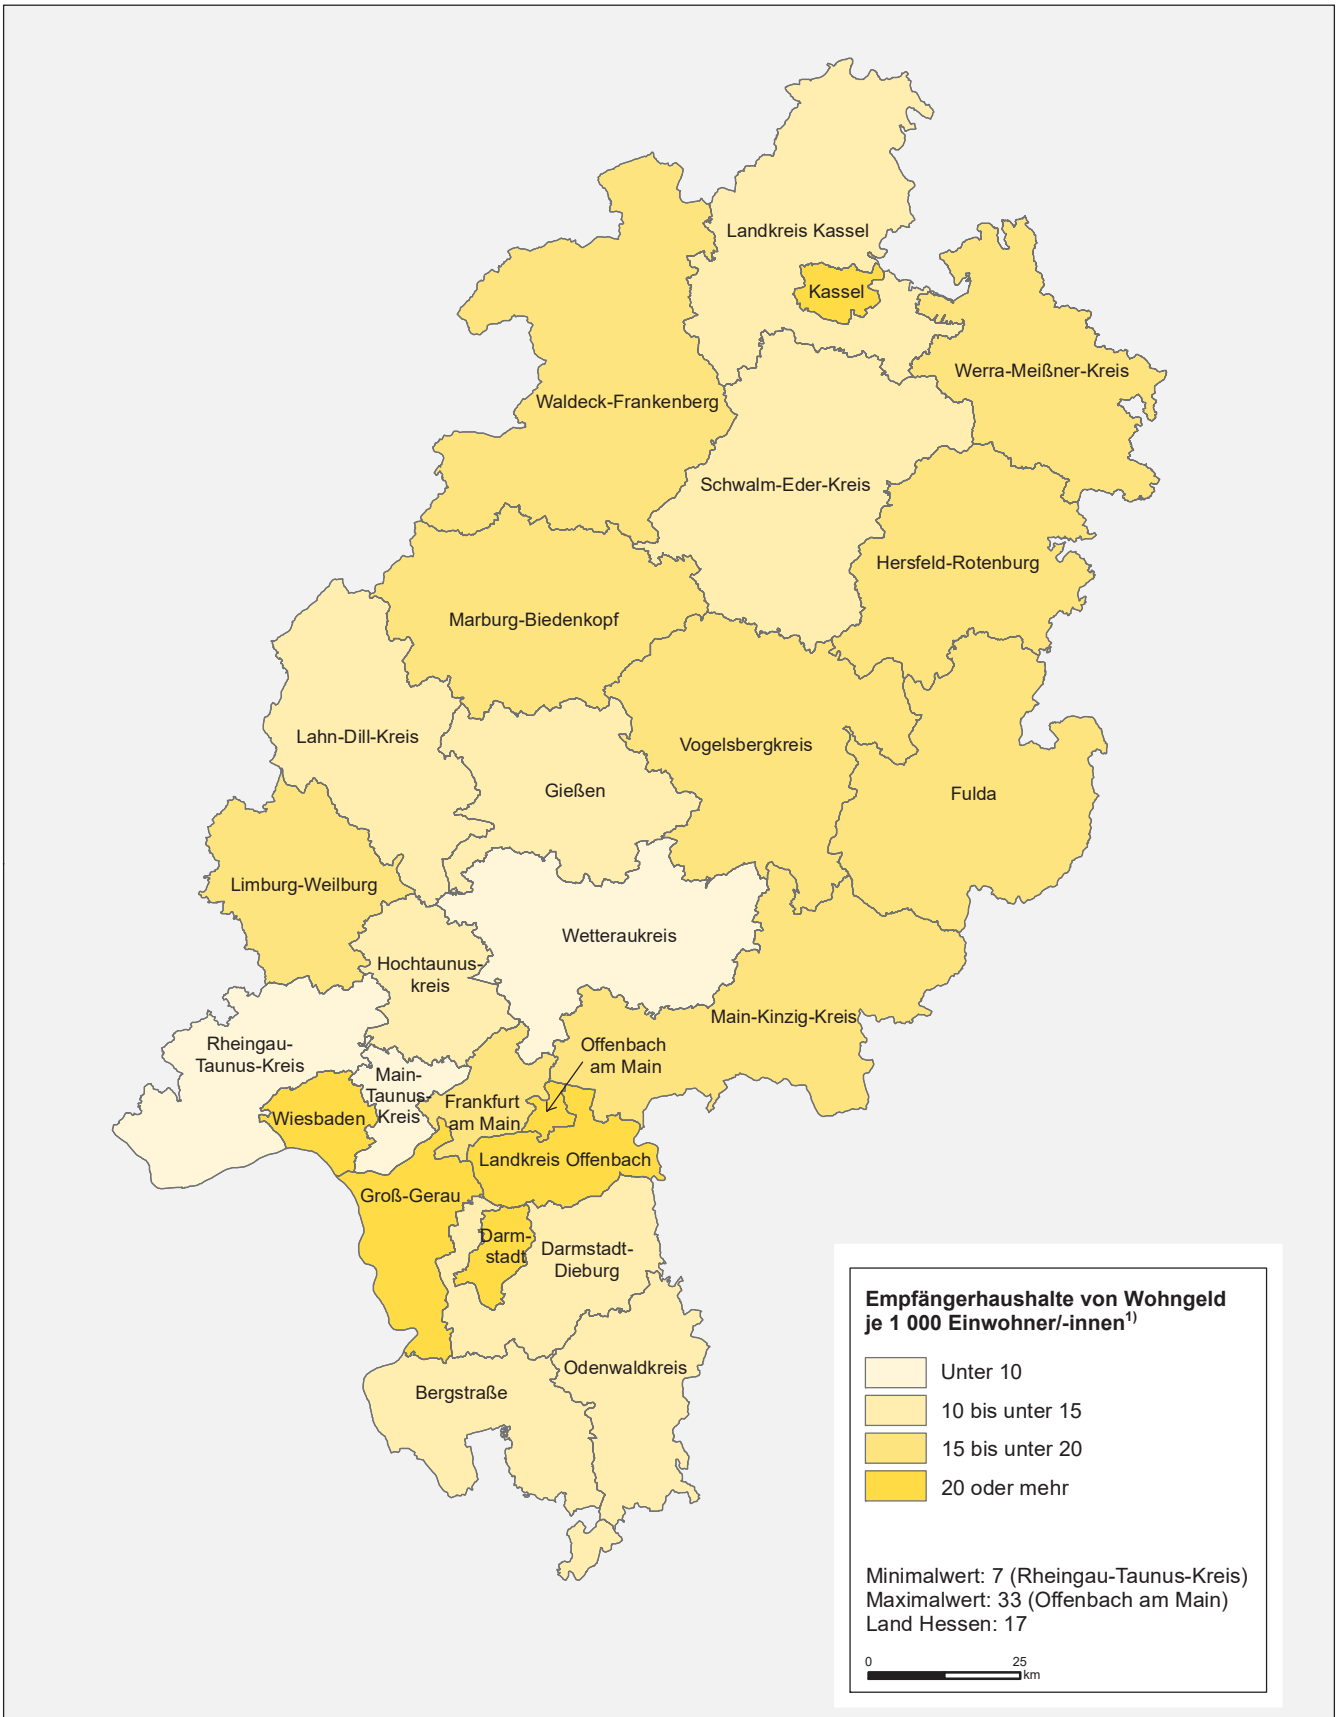 Landkreis Kassel
Kassel
Werra-Meißner-Kreis
Waldeck-Frankenberg
Schwalm-Eder-Kreis
Hersfeld-Rotenburg
Marburg-Biedenkopf
Lahn-Dill-Kreis
Vogelsbergkreis
Gießen
Fulda
Limburg-Weilburg
Wetteraukreis
Hochtaunus-
kreis
Main-Kinzig-Kreis
Rheingau-
Taunus-Kreis
Offenbach
am Main
Main-
Taunus-
Kreis
Frankfurt
am Main
Wiesbaden
Landkreis Offenbach
Groß-Gerau
Darm-
stadt
Darmstadt-
Dieburg
Odenwaldkreis
Bergstraße
Empfängerhaushalte von Wohngeld
je 1 000 Einwohner/-innen¹⁾
Unter 10
10 bis unter 15
15 bis unter 20
20 oder mehr
Minimalwert: 7 (Rheingau-Taunus-Kreis)
Maximalwert: 33 (Offenbach am Main)
Land Hessen: 17
0 25
km